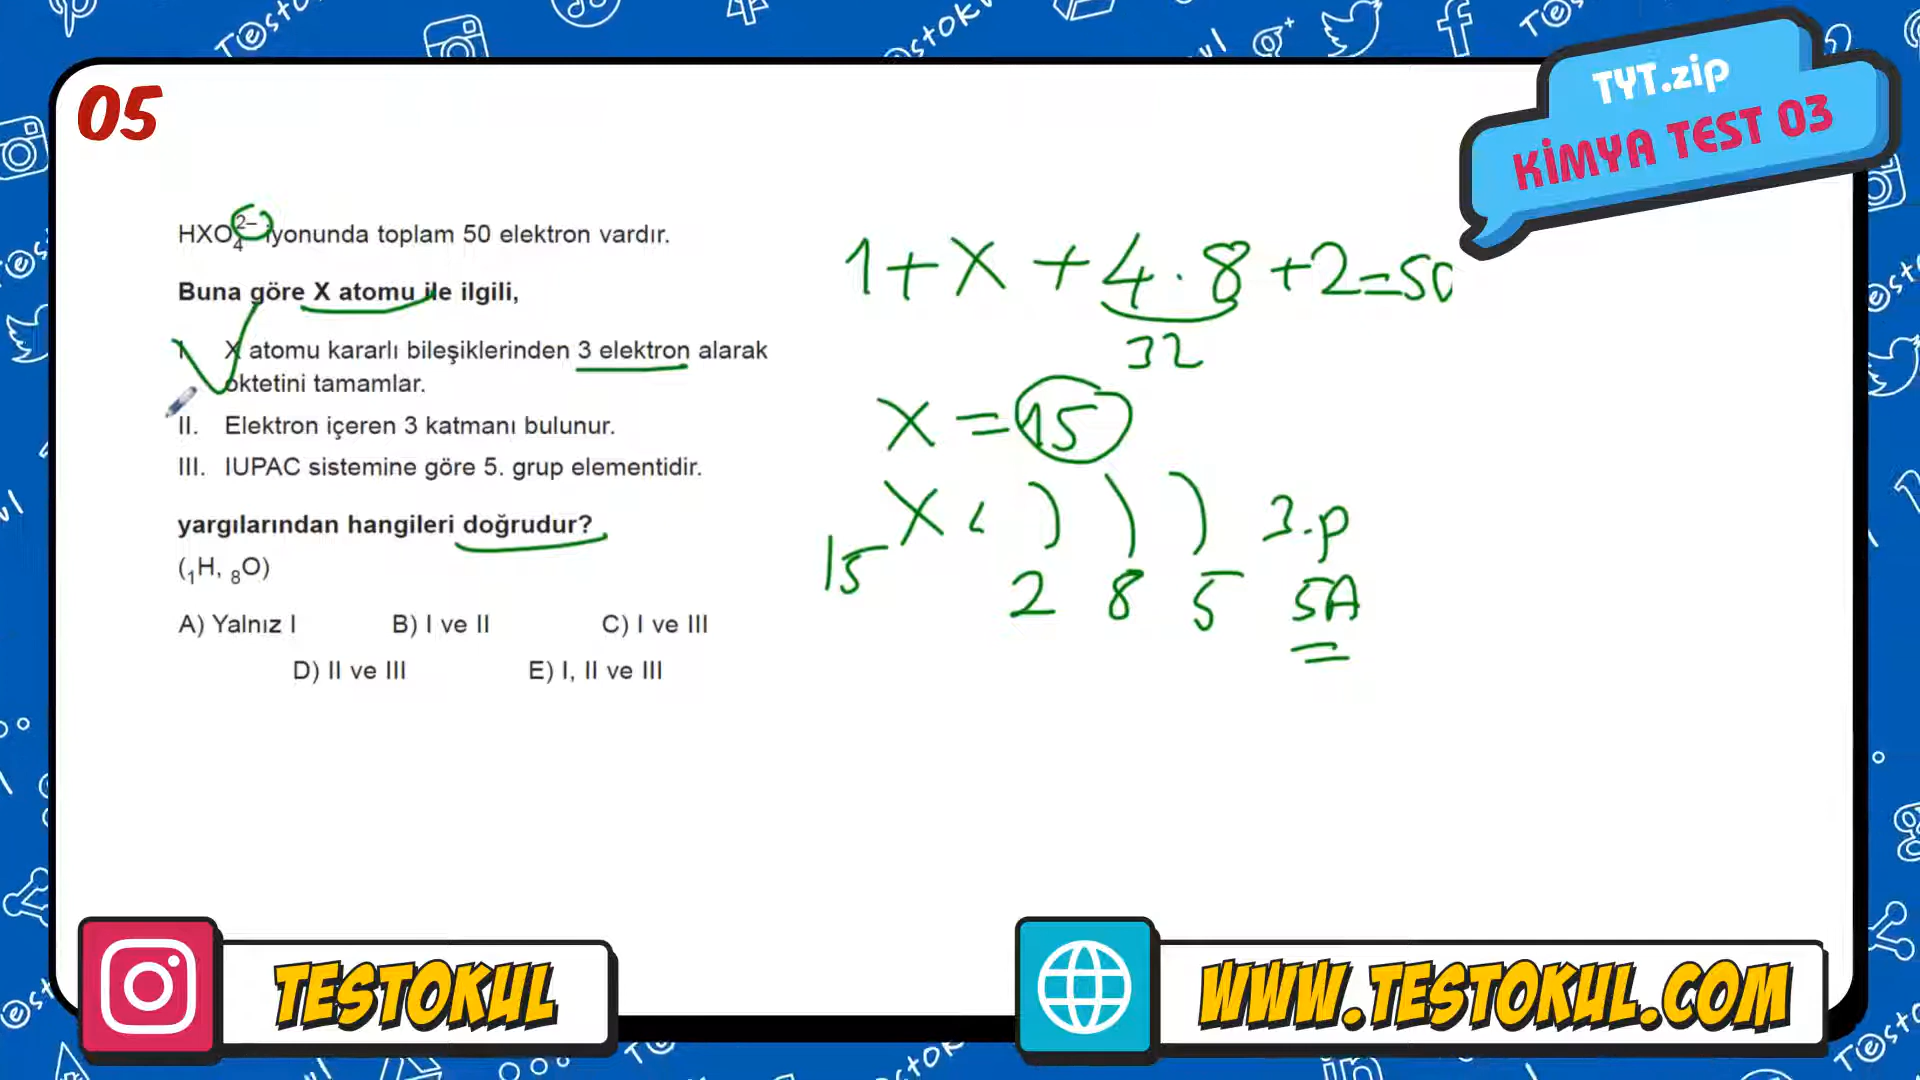 05
TYT.zip
KİMYA TEST 03
HXO₄²⁻ iyonunda toplam 50 elektron vardır.
Buna göre X atomu ile ilgili,
I. X atomu kararlı bileşiklerinden 3 elektron alarak
oktetini tamamlar.
II. Elektron içeren 3 katmanı bulunur.
III. IUPAC sistemine göre 5. grup elementidir.
yargılarından hangileri doğrudur?
(₁H, ₈O)
A) Yalnız I B) I ve II C) I ve III
D) II ve III E) I, II ve III
1 + X + 4 . 8 + 2 = 50
32
X = 15
15 X ) ) ) 3.p
2 8 5 5A
TESTOKUL
WWW.TESTOKUL.COM